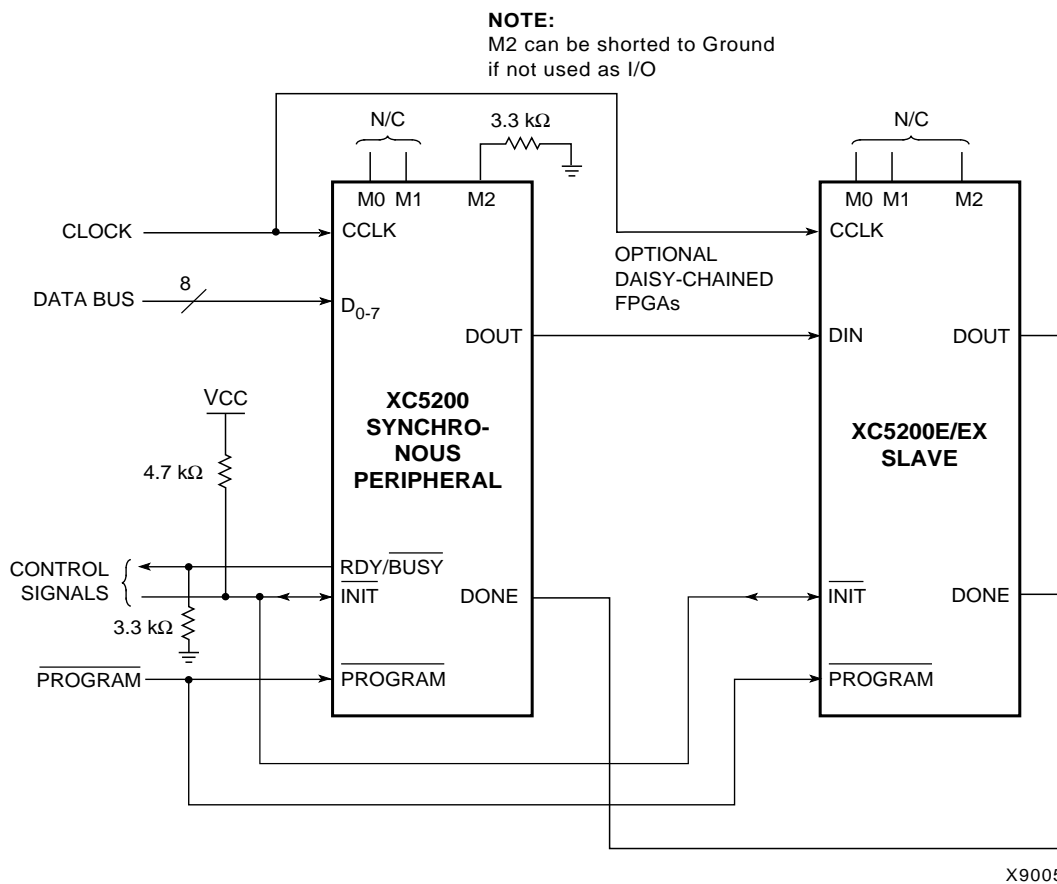 NOTE:
M2 can be shorted to Ground
if not used as I/O
N/C
3.3 kΩ
N/C
M0 M1 M2
M0 M1 M2
CLOCK
CCLK
CCLK
OPTIONAL
DAISY-CHAINED
FPGAs
DATA BUS
8
D0-7
DOUT
DIN
DOUT
VCC
XC5200
SYNCHRO-
NOUS
PERIPHERAL
XC5200E/EX
SLAVE
4.7 kΩ
CONTROL
SIGNALS
RDY/BUSY
INIT
DONE
INIT
DONE
3.3 kΩ
PROGRAM
PROGRAM
PROGRAM
X9005